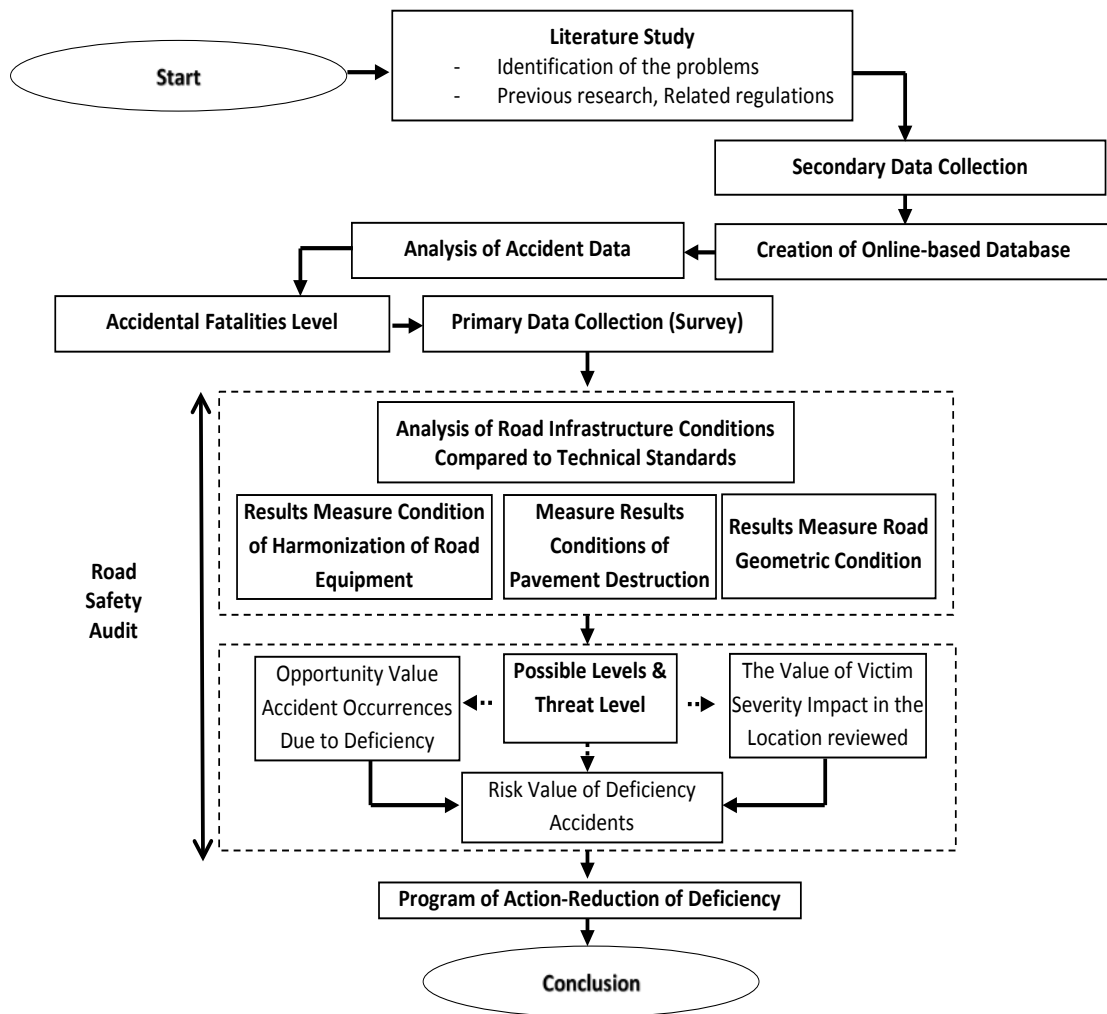 Start
Literature Study
- Identification of the problems
- Previous research, Related regulations
Secondary Data Collection
Creation of Online-based Database
Analysis of Accident Data
Accidental Fatalities Level
Primary Data Collection (Survey)
Road
Safety
Audit
Analysis of Road Infrastructure Conditions
Compared to Technical Standards
Results Measure Condition
of Harmonization of Road
Equipment
Measure Results
Conditions of
Pavement Destruction
Results Measure Road
Geometric Condition
Opportunity Value
Accident Occurrences
Due to Deficiency
Possible Levels &
Threat Level
The Value of Victim
Severity Impact in the
Location reviewed
Risk Value of Deficiency
Accidents
Program of Action-Reduction of Deficiency
Conclusion